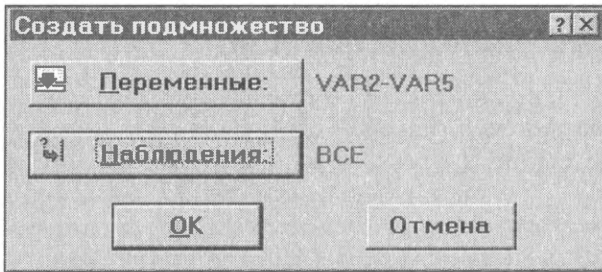 Создать подмножество
Переменные: VAR2-VAR5
Наблюдения: ВСЕ
OK Отмена